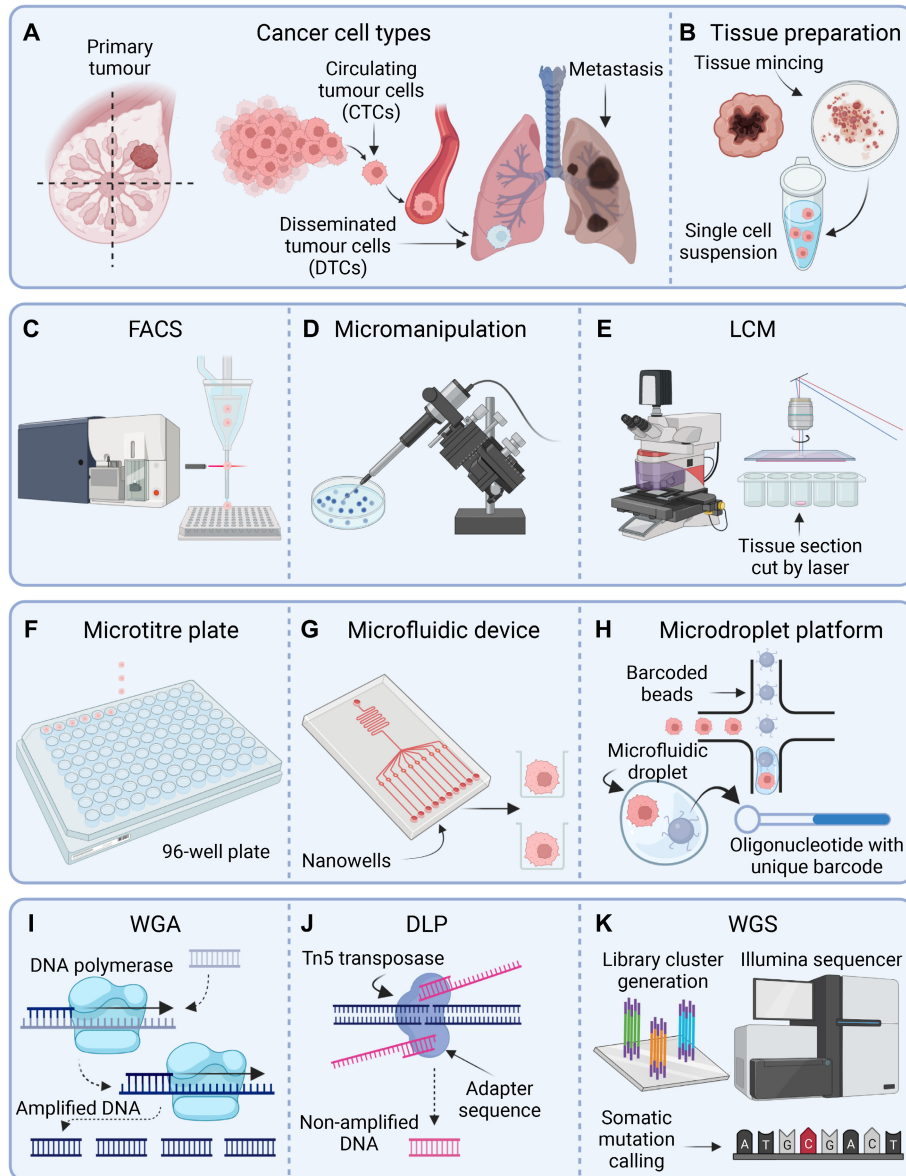 A
Cancer cell types
Primary
tumour
Circulating
tumour cells
(CTCs)
Metastasis
Disseminated
tumour cells
(DTCs)
B
Tissue preparation
Tissue mincing
Single cell
suspension
C
FACS
D
Micromanipulation
E
LCM
Tissue section
cut by laser
F
Microtitre plate
96-well plate
G
Microfluidic device
Nanowells
H
Microdroplet platform
Barcoded
beads
Microfluidic
droplet
Oligonucleotide with
unique barcode
I
WGA
DNA polymerase
Amplified DNA
J
DLP
Tn5 transposase
Adapter
sequence
Non-amplified
DNA
K
WGS
Library cluster
generation
Illumina sequencer
Somatic
mutation
calling
A T G C G A C T